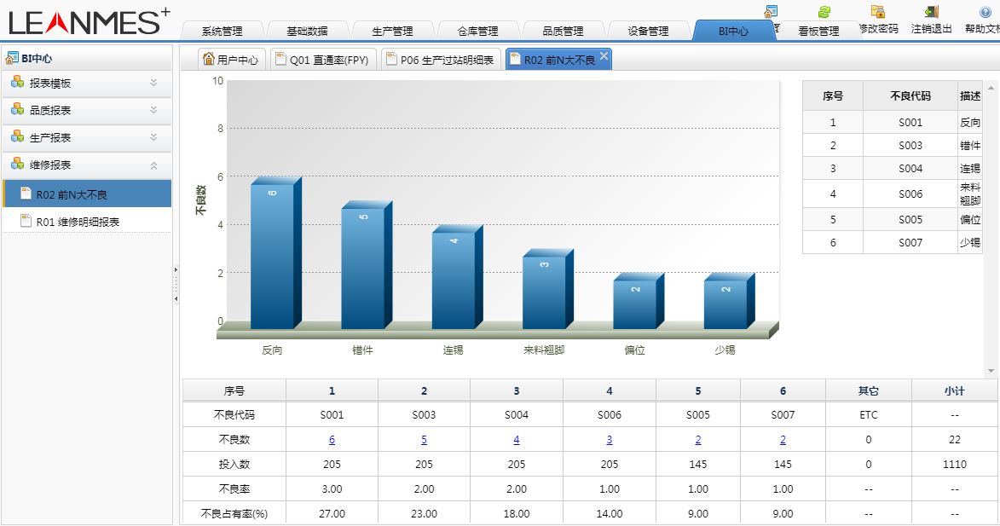 LEANMES+
系统管理 基础数据 生产管理 仓库管理 品质管理 设备管理 BI中心 看板管理 修改密码 注销退出 帮助文档
BI中心
报表模板
品质报表
生产报表
维修报表
R02 前N大不良
R01 维修明细报表
用户中心 Q01 直通率(FPY) P06 生产过站明细表 R02 前N大不良
不良数
10
8
6
4
2
0
6 5 4 3 2 2
反向 错件 连锡 来料翘脚 偏位 少锡
序号 不良代码 描述
1 S001 反向
2 S003 错件
3 S004 连锡
4 S006 来料翘脚
5 S005 偏位
6 S007 少锡
序号 1 2 3 4 5 6 其它 小计
不良代码 S001 S003 S004 S006 S005 S007 ETC --
不良数 6 5 4 3 2 2 0 22
投入数 205 205 205 205 145 145 0 1110
不良率 3.00 2.00 2.00 1.00 1.00 1.00 -- --
不良占有率(%) 27.00 23.00 18.00 14.00 9.00 9.00 -- --